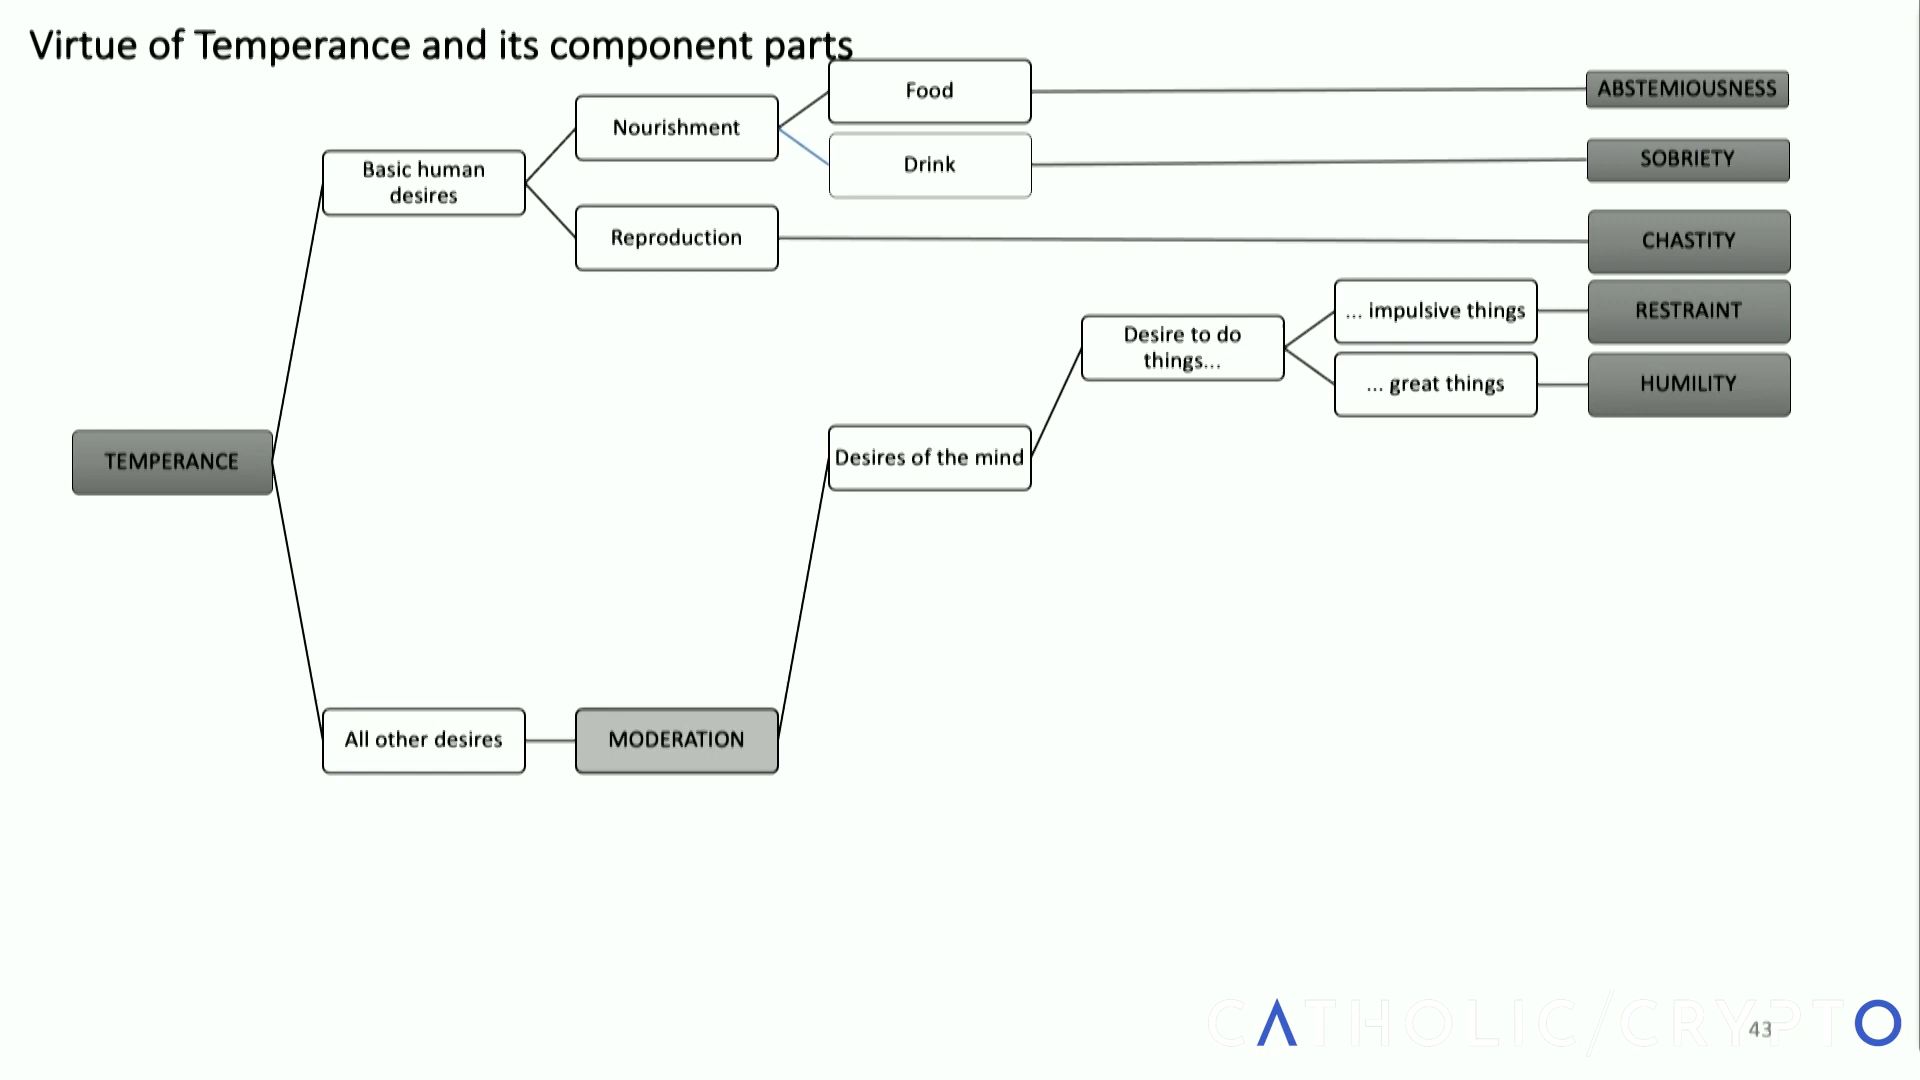 Virtue of Temperance and its component parts
Food
ABSTEMIOUSNESS
Nourishment
Drink
SOBRIETY
Basic human
desires
Reproduction
CHASTITY
... impulsive things
RESTRAINT
Desire to do
things...
... great things
HUMILITY
Desires of the mind
TEMPERANCE
All other desires
MODERATION
CATHOLIC/CRYPTO
43